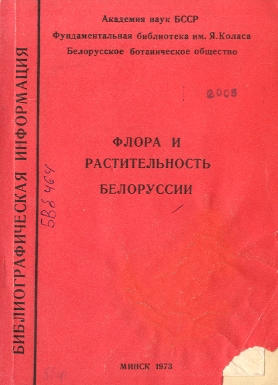 Академия наук БССР
Фундаментальная библиотека им. Я.Коласа
Белорусское ботаническое общество
2005
ФЛОРА И
РАСТИТЕЛЬНОСТЬ
БЕЛОРУССИИ
БИБЛИОГРАФИЧЕСКАЯ ИНФОРМАЦИЯ
МИНСК 1973